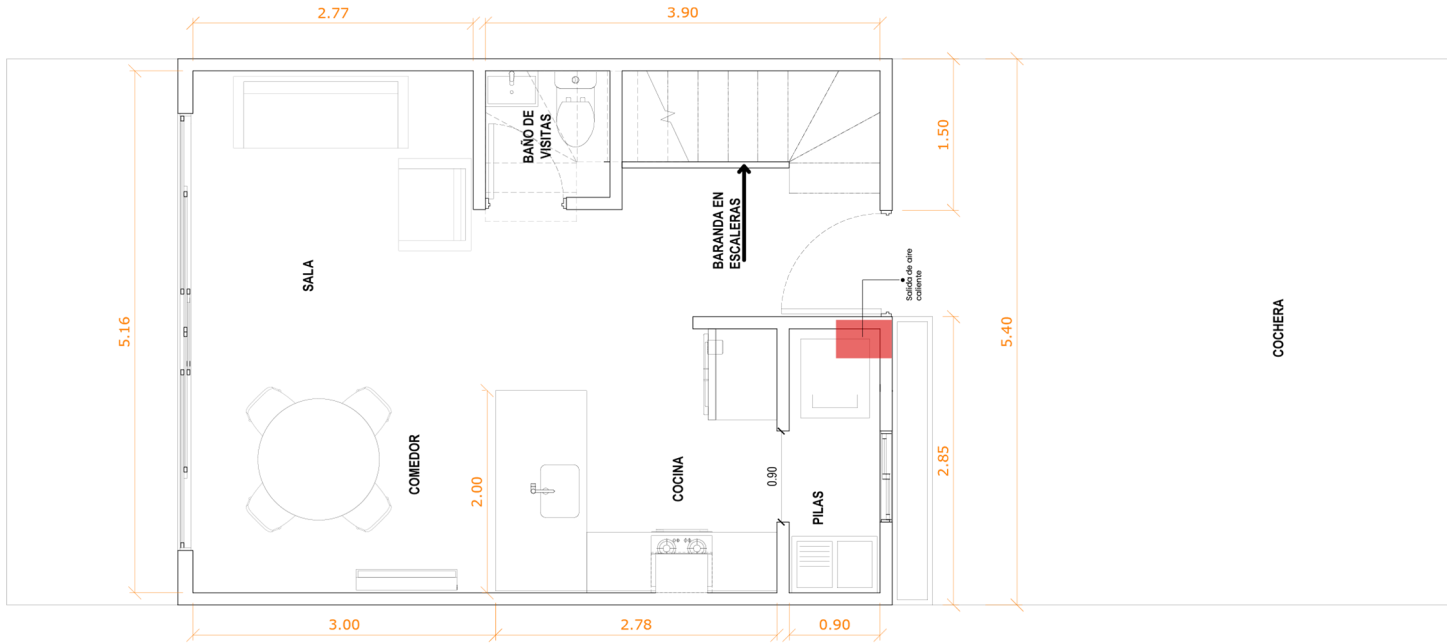 2.77
3.90
BAÑO DE
VISITAS
1.50
BARANDA EN
ESCALERAS
SALA
Salida de aire
caliente
5.16
5.40
COCHERA
COMEDOR
2.00
COCINA
0.90
PILAS
2.85
3.00
2.78
0.90